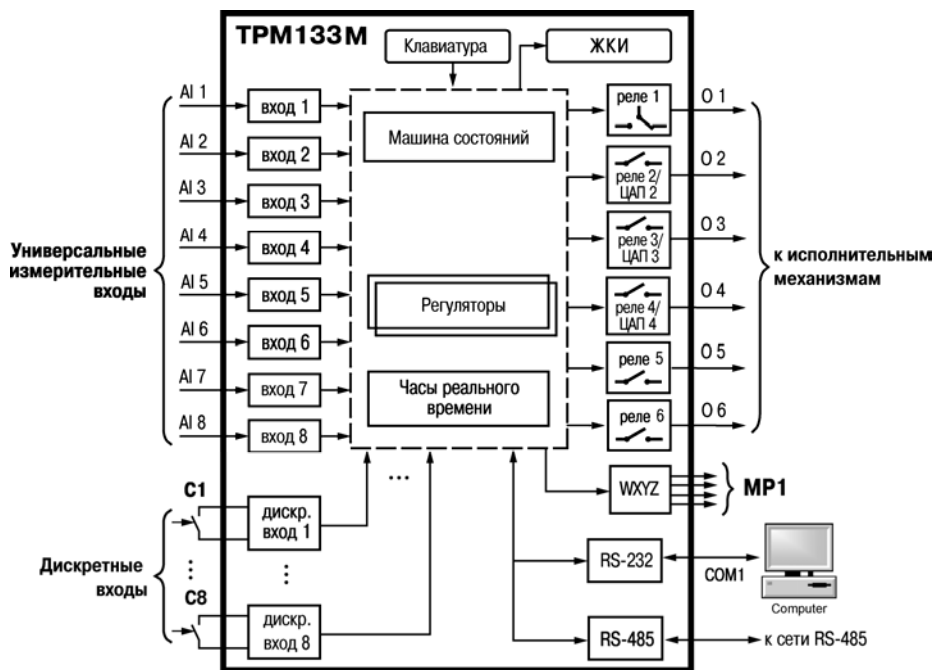 ТРМ133М
Клавиатура
ЖКИ
AI 1
вход 1
AI 2
вход 2
AI 3
вход 3
AI 4
вход 4
AI 5
вход 5
AI 6
вход 6
AI 7
вход 7
AI 8
вход 8
Универсальные
измерительные
входы
Машина состояний
Регуляторы
Часы реального
времени
реле 1
O 1
реле 2/
ЦАП 2
O 2
реле 3/
ЦАП 3
O 3
реле 4/
ЦАП 4
O 4
реле 5
O 5
реле 6
O 6
к исполнительным
механизмам
WXYZ
МР1
...
C1
дискр.
вход 1
Дискретные
входы
C8
дискр.
вход 8
RS-232
COM1
Computer
RS-485
к сети RS-485